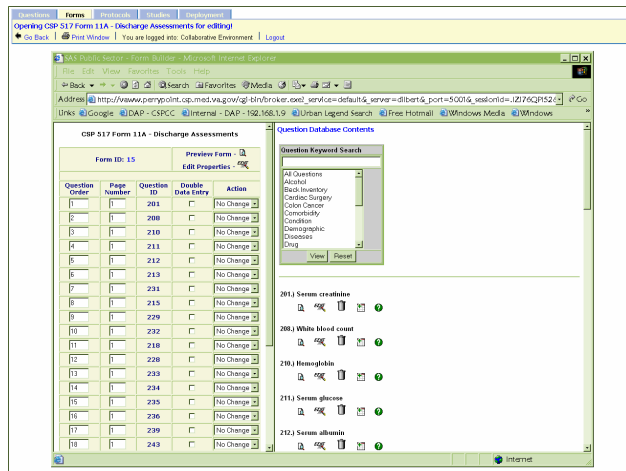 Questions Forms Protocols Studies Deployment
Opening CSP 517 Form 11A - Discharge Assessments for editing!
Go Back | Print Window | You are logged into: Collaborative Environment | Logout
SAS Public Sector - Form Builder - Microsoft Internet Explorer
File Edit View Favorites Tools Help
Back Search Favorites Media
Address http://vaww.perrypoint.csp.med.va.gov/cgi-bin/broker.exe?_service=default&_server=dilbert&_port=5001&_sessionid= Go
Links Google DAP - CSPCC Internal - DAP - 192.168.1.9 Urban Legend Search Free Hotmail Windows Media Windows »
CSP 517 Form 11A - Discharge Assessments
Form ID: 15
Preview Form -
Edit Properties -
Question Order Page Number Question ID Double Data Entry Action
1 1 201 No Change
2 1 208 No Change
3 1 210 No Change
4 1 211 No Change
5 1 212 No Change
6 1 213 No Change
7 1 231 No Change
8 1 215 No Change
9 1 229 No Change
10 1 232 No Change
11 1 218 No Change
12 1 228 No Change
13 1 233 No Change
14 1 234 No Change
15 1 235 No Change
16 1 236 No Change
17 1 239 No Change
18 1 243 No Change
Question Database Contents
Question Keyword Search
All Questions
Alcohol
Beck Inventory
Cardiac Surgery
Colon Cancer
Comorbidity
Condition
Demographic
Diseases
Drug
View Reset
201.) Serum creatinine
208.) White blood count
210.) Hemoglobin
211.) Serum glucose
212.) Serum albumin
Internet